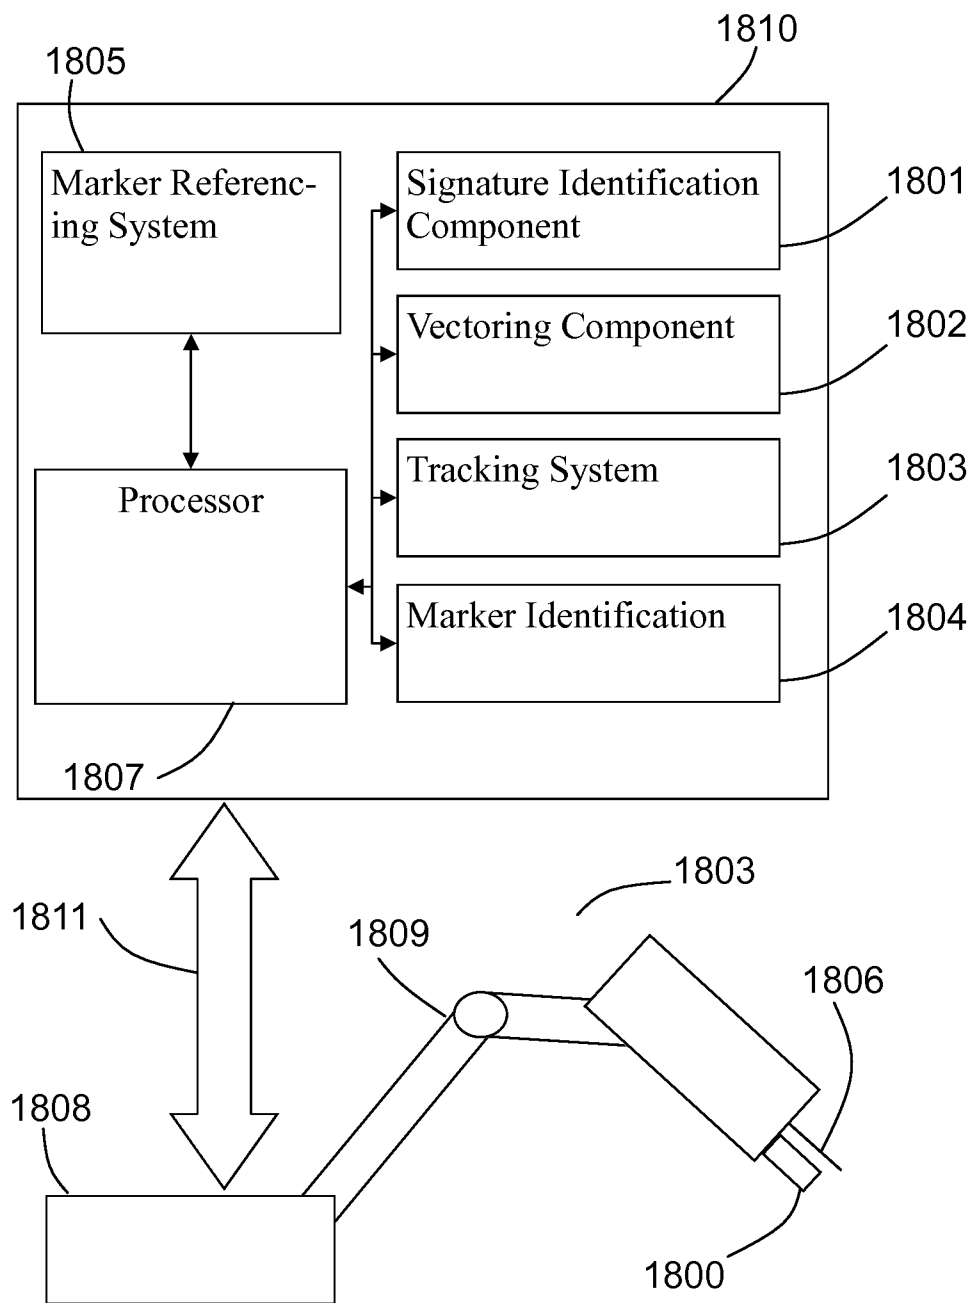 1810
1805
Marker Referenc-
ing System
Signature Identification
Component
1801
Vectoring Component
1802
Tracking System
1803
Processor
Marker Identification
1804
1807
1803
1811
1809
1806
1808
1800